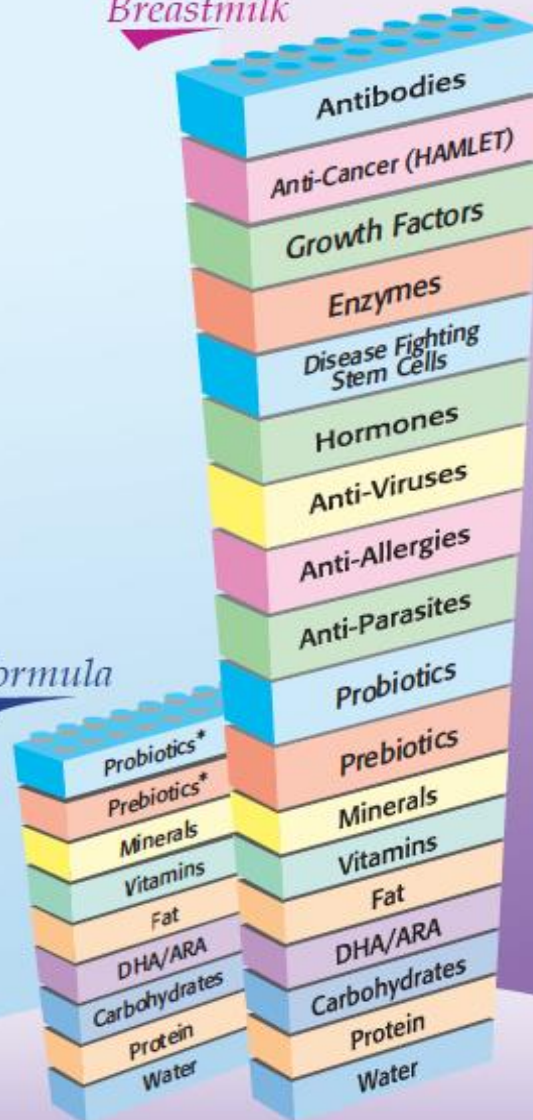 Breastmilk
Antibodies
Anti-Cancer (HAMLET)
Growth Factors
Enzymes
Disease Fighting
Stem Cells
Hormones
Anti-Viruses
Anti-Allergies
Anti-Parasites
Probiotics
Prebiotics
Minerals
Vitamins
Fat
DHA/ARA
Carbohydrates
Protein
Water
ormula
Probiotics*
Prebiotics*
Minerals
Vitamins
Fat
DHA/ARA
Carbohydrates
Protein
Water